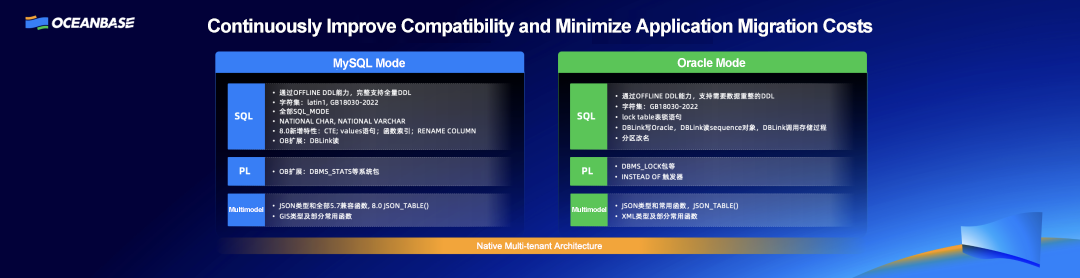 OCEANBASE
Continuously Improve Compatibility and Minimize Application Migration Costs
MySQL Mode
SQL
• 通过OFFLINE DDL能力，完整支持全量DDL
• 字符集：latin1, GB18030-2022
• 全部SQL_MODE
• NATIONAL CHAR, NATIONAL VARCHAR
• 8.0新增特性：CTE; values语句；函数索引；RENAME COLUMN
• OB扩展：DBLink读
PL
• OB扩展：DBMS_STATS等系统包
Multimodel
• JSON类型和全部5.7兼容函数, 8.0 JSON_TABLE()
• GIS类型及部分常用函数
Oracle Mode
SQL
• 通过OFFLINE DDL能力，支持需要数据重整的DDL
• 字符集：GB18030-2022
• lock table表锁语句
• DBLink写Oracle，DBLink读sequence对象，DBLink调用存储过程
• 分区改名
PL
• DBMS_LOCK包等
• INSTEAD OF 触发器
Multimodel
• JSON类型和常用函数，JSON_TABLE()
• XML类型及部分常用函数
Native Multi-tenant Architecture